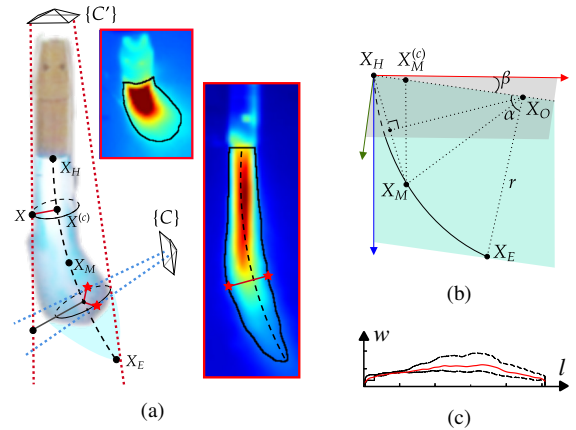 {C'}
X_H
X
X^{(c)}
{C}
X_M
X_E
(a)
X_H
X_M^{(c)}
β
X_O
α
X_M
r
X_E
(b)
w
l
(c)